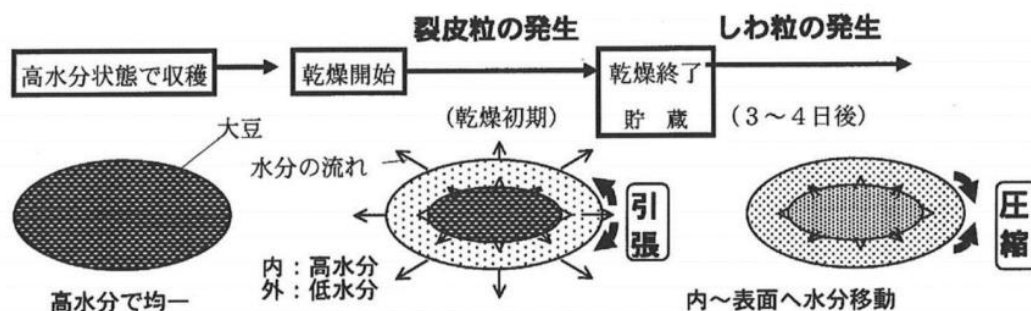 裂皮粒の発生
しわ粒の発生
高水分状態で収穫
乾燥開始
乾燥終了
貯 蔵
(乾燥初期)
(3～4日後)
大豆
水分の流れ
引張
圧縮
内：高水分
外：低水分
高水分で均一
内～表面へ水分移動